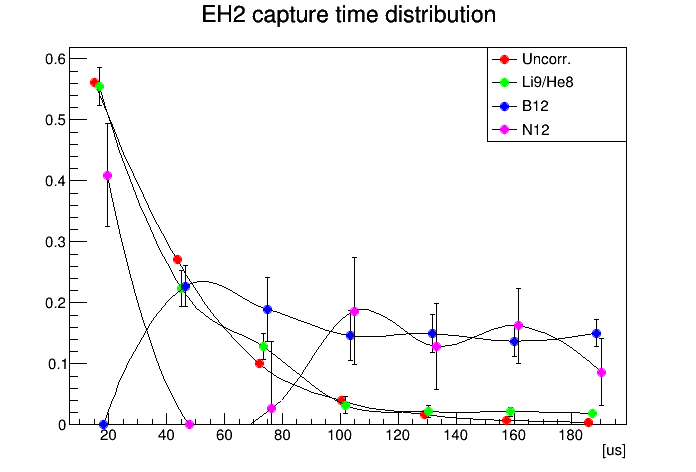 EH2 capture time distribution
Uncorr.
Li9/He8
B12
N12
0.6
0.5
0.4
0.3
0.2
0.1
0
20 40 60 80 100 120 140 160 180
[us]